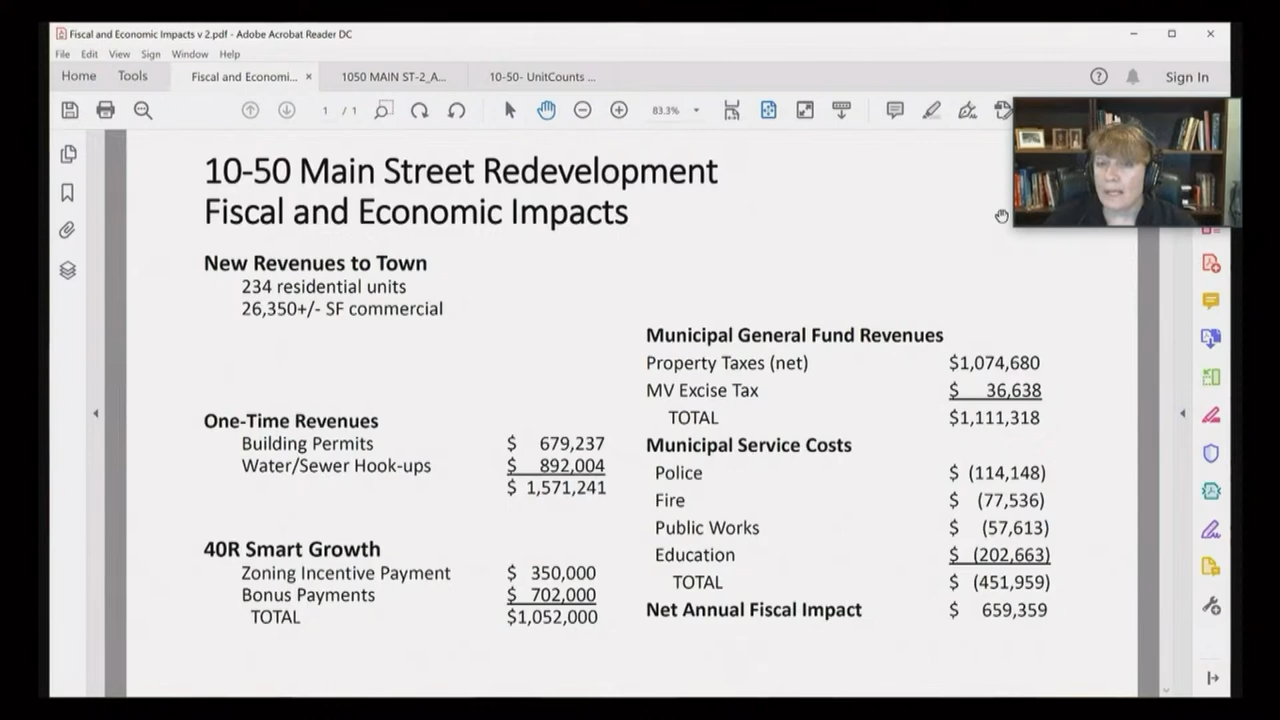 Fiscal and Economic Impacts v 2.pdf - Adobe Acrobat Reader DC
File Edit View Sign Window Help
Home Tools Fiscal and Economi... × 1050 MAIN ST-2_A... 10-50- UnitCounts ... Sign In
1 / 1 83.3%
10-50 Main Street Redevelopment
Fiscal and Economic Impacts
New Revenues to Town
234 residential units
26,350+/- SF commercial
One-Time Revenues
Building Permits $ 679,237
Water/Sewer Hook-ups $ 892,004
$ 1,571,241
40R Smart Growth
Zoning Incentive Payment $ 350,000
Bonus Payments $ 702,000
TOTAL $1,052,000
Municipal General Fund Revenues
Property Taxes (net) $1,074,680
MV Excise Tax $ 36,638
TOTAL $1,111,318
Municipal Service Costs
Police $ (114,148)
Fire $ (77,536)
Public Works $ (57,613)
Education $ (202,663)
TOTAL $ (451,959)
Net Annual Fiscal Impact $ 659,359